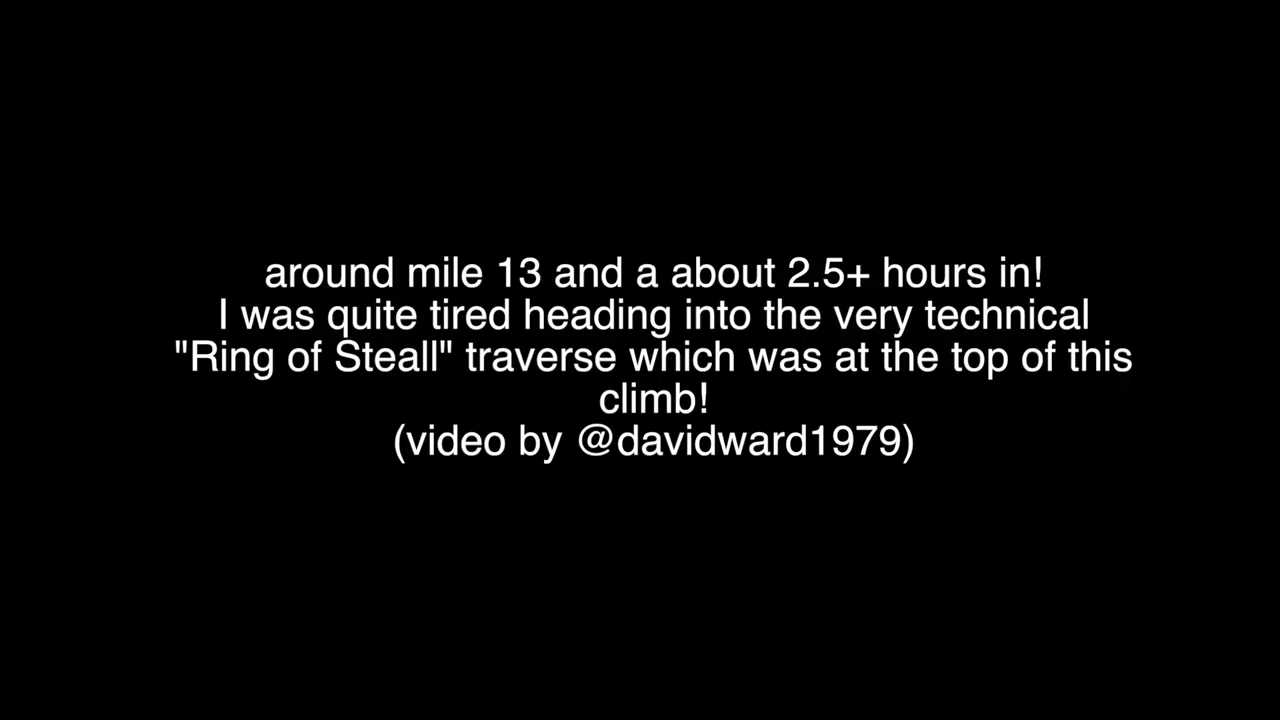 around mile 13 and a about 2.5+ hours in!
I was quite tired heading into the very technical
"Ring of Steall" traverse which was at the top of this
climb!
(video by @davidward1979)